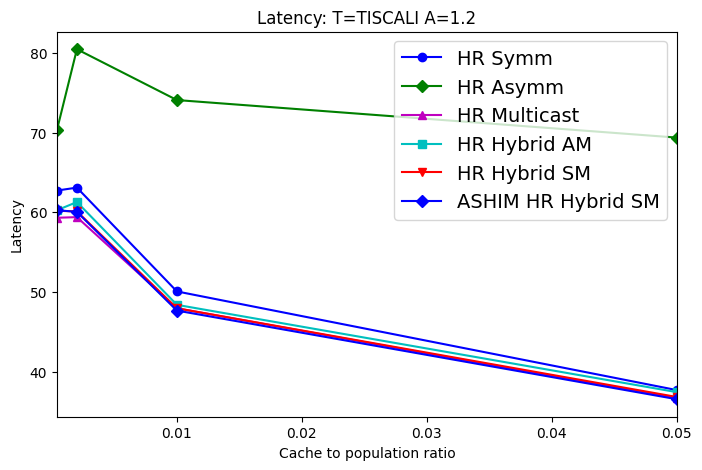 Latency: T=TISCALI A=1.2
80
70
60
50
40
Latency
HR Symm
HR Asymm
HR Multicast
HR Hybrid AM
HR Hybrid SM
ASHIM HR Hybrid SM
0.01 0.02 0.03 0.04 0.05
Cache to population ratio